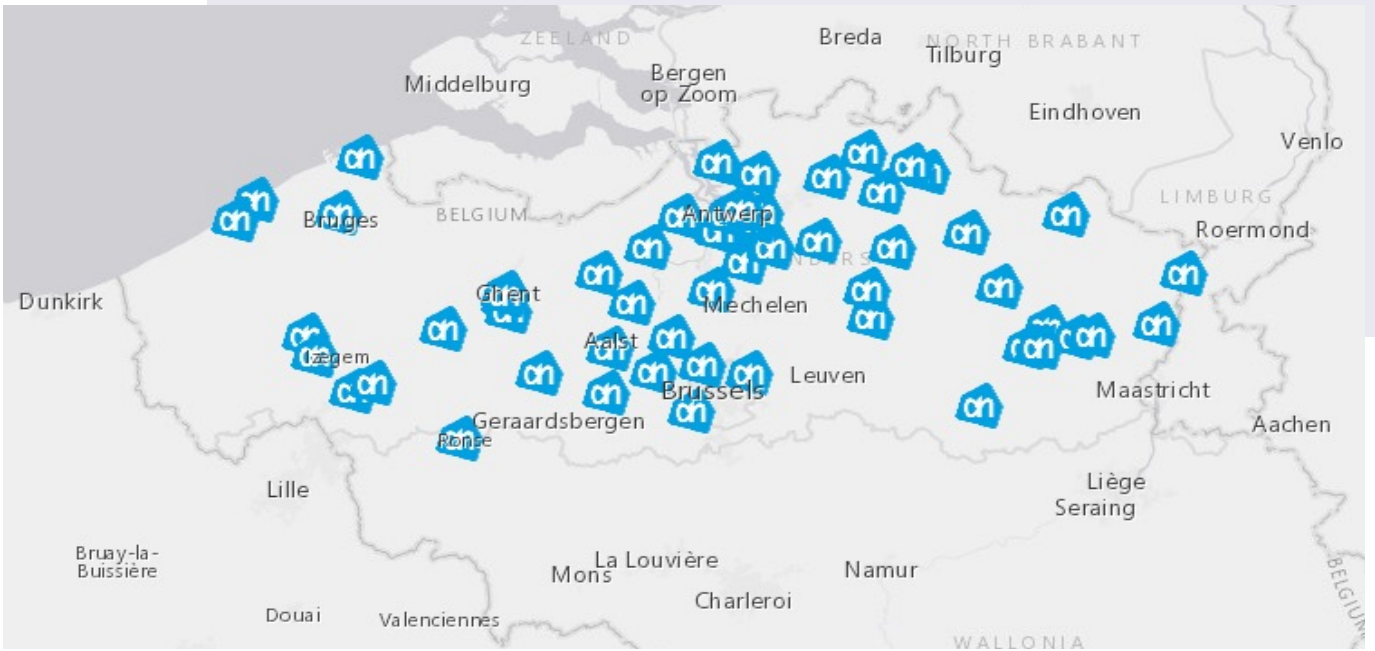 ZEELAND
Breda
NORTH BRABANT
Tilburg
Middelburg
Bergen
op Zoom
Eindhoven
Venlo
LIMBURG
Bruges
BELGIUM
Antwerp
Roermond
Dunkirk
Ghent
Mechelen
Izegem
Aalst
Leuven
Brussels
Maastricht
Geraardsbergen
Ronse
Aachen
Lille
Liège
Seraing
Bruay-la-
Buissière
La Louvière
Mons
Namur
Charleroi
Douai
Valenciennes
WALLONIA
BELGIUM